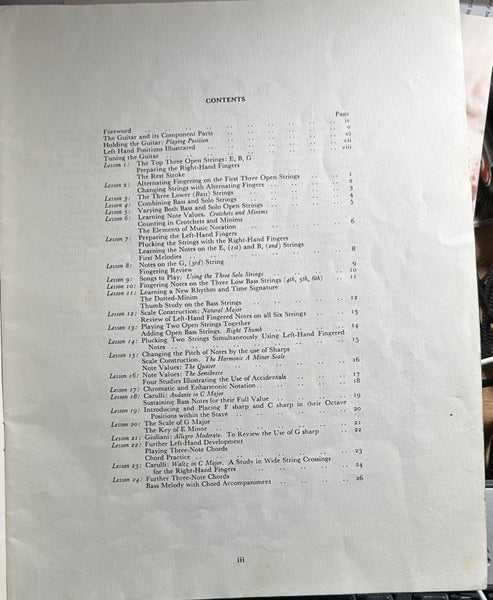 CONTENTS
Page
Foreword .. iv
The Guitar and its Component Parts .. v
Holding the Guitar: Playing Position .. vi
Left Hand Positions Illustrated .. vii
Tuning the Guitar .. viii
Lesson 1: The Top Three Open Strings: E, B, G
Preparing the Right-Hand Fingers
The Rest Stroke .. 1
Lesson 2: Alternating Fingering on the First Three Open Strings .. 2
Changing Strings with Alternating Fingers .. 3
Lesson 3: The Three Lower (Bass) Strings .. 4
Lesson 4: Combining Bass and Solo Strings .. 5
Lesson 5: Varying Both Bass and Solo Open Strings
Lesson 6: Learning Note Values. Crotchets and Minims
Counting in Crotchets and Minims .. 6
The Elements of Music Notation
Lesson 7: Preparing the Left-Hand Fingers
Plucking the Strings with the Right-Hand Fingers
Learning the Notes on the E, (1st) and B, (2nd) Strings
First Melodies .. 8
Lesson 8: Notes on the G, (3rd) String
Fingering Review .. 9
Lesson 9: Songs to Play. Using the Three Solo Strings .. 10
Lesson 10: Fingering Notes on the Three Low Bass Strings (4th, 5th, 6th) .. 11
Lesson 11: Learning a New Rhythm and Time Signature
The Dotted-Minim
Thumb Study on the Bass Strings .. 12
Lesson 12: Scale Construction: Natural Major
Review of Left-Hand Fingered Notes on all Six Strings .. 13
Lesson 13: Playing Two Open Strings Together
Adding Open Bass Strings. Right Thumb .. 14
Lesson 14: Plucking Two Strings Simultaneously Using Left-Hand Fingered
Notes .. 15
Lesson 15: Changing the Pitch of Notes by the use of Sharps
Scale Construction. The Harmonic A Minor Scale
Note Values: The Quaver .. 16
Lesson 16: Note Values: The Semibreve
Four Studies Illustrating the Use of Accidentals .. 17
Lesson 17: Chromatic and Enharmonic Notation .. 18
Lesson 18: Carulli: Andante in C Major
Sustaining Bass Notes for their Full Value .. 19
Lesson 19: Introducing and Placing F sharp and C sharp in their Octave
Positions within the Stave .. 20
Lesson 20: The Scale of G Major
The Key of E Minor .. 21
Lesson 21: Giuliani: Allegro Moderato. To Review the Use of G sharp .. 22
Lesson 22: Further Left-Hand Development
Playing Three-Note Chords
Chord Practice .. 23
Lesson 23: Carulli: Waltz in C Major. A Study in Wide String Crossings
for the Right-Hand Fingers .. 24
Lesson 24: Further Three-Note Chords
Bass Melody with Chord Accompaniment .. 26
iii